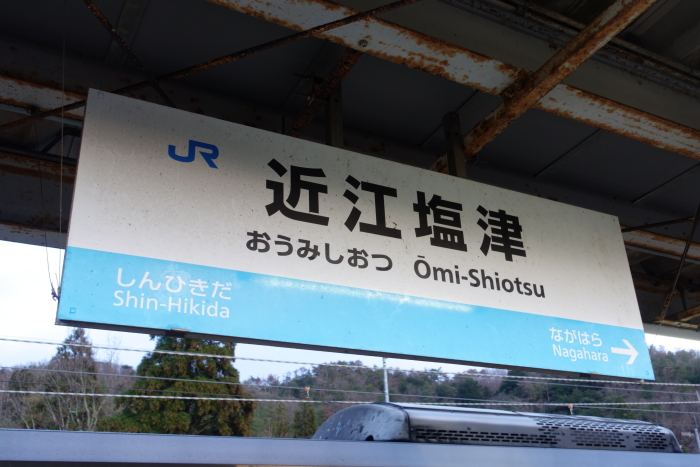 JR
近江塩津
おうみしおつ Ōmi-Shiotsu
しんひきだ
Shin-Hikida
ながはら
Nagahara →